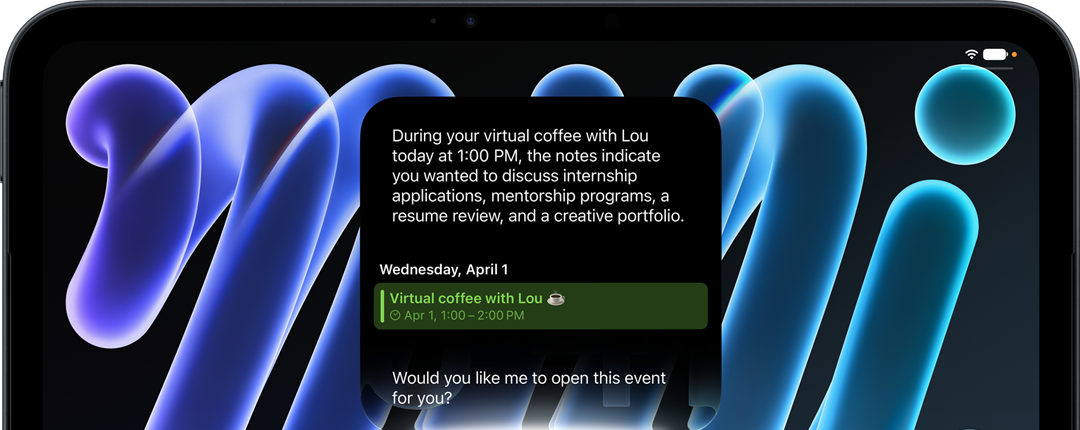 During your virtual coffee with Lou
today at 1:00 PM, the notes indicate
you wanted to discuss internship
applications, mentorship programs, a
resume review, and a creative portfolio.
Wednesday, April 1
Virtual coffee with Lou ☕
Apr 1, 1:00 – 2:00 PM
Would you like me to open this event
for you?